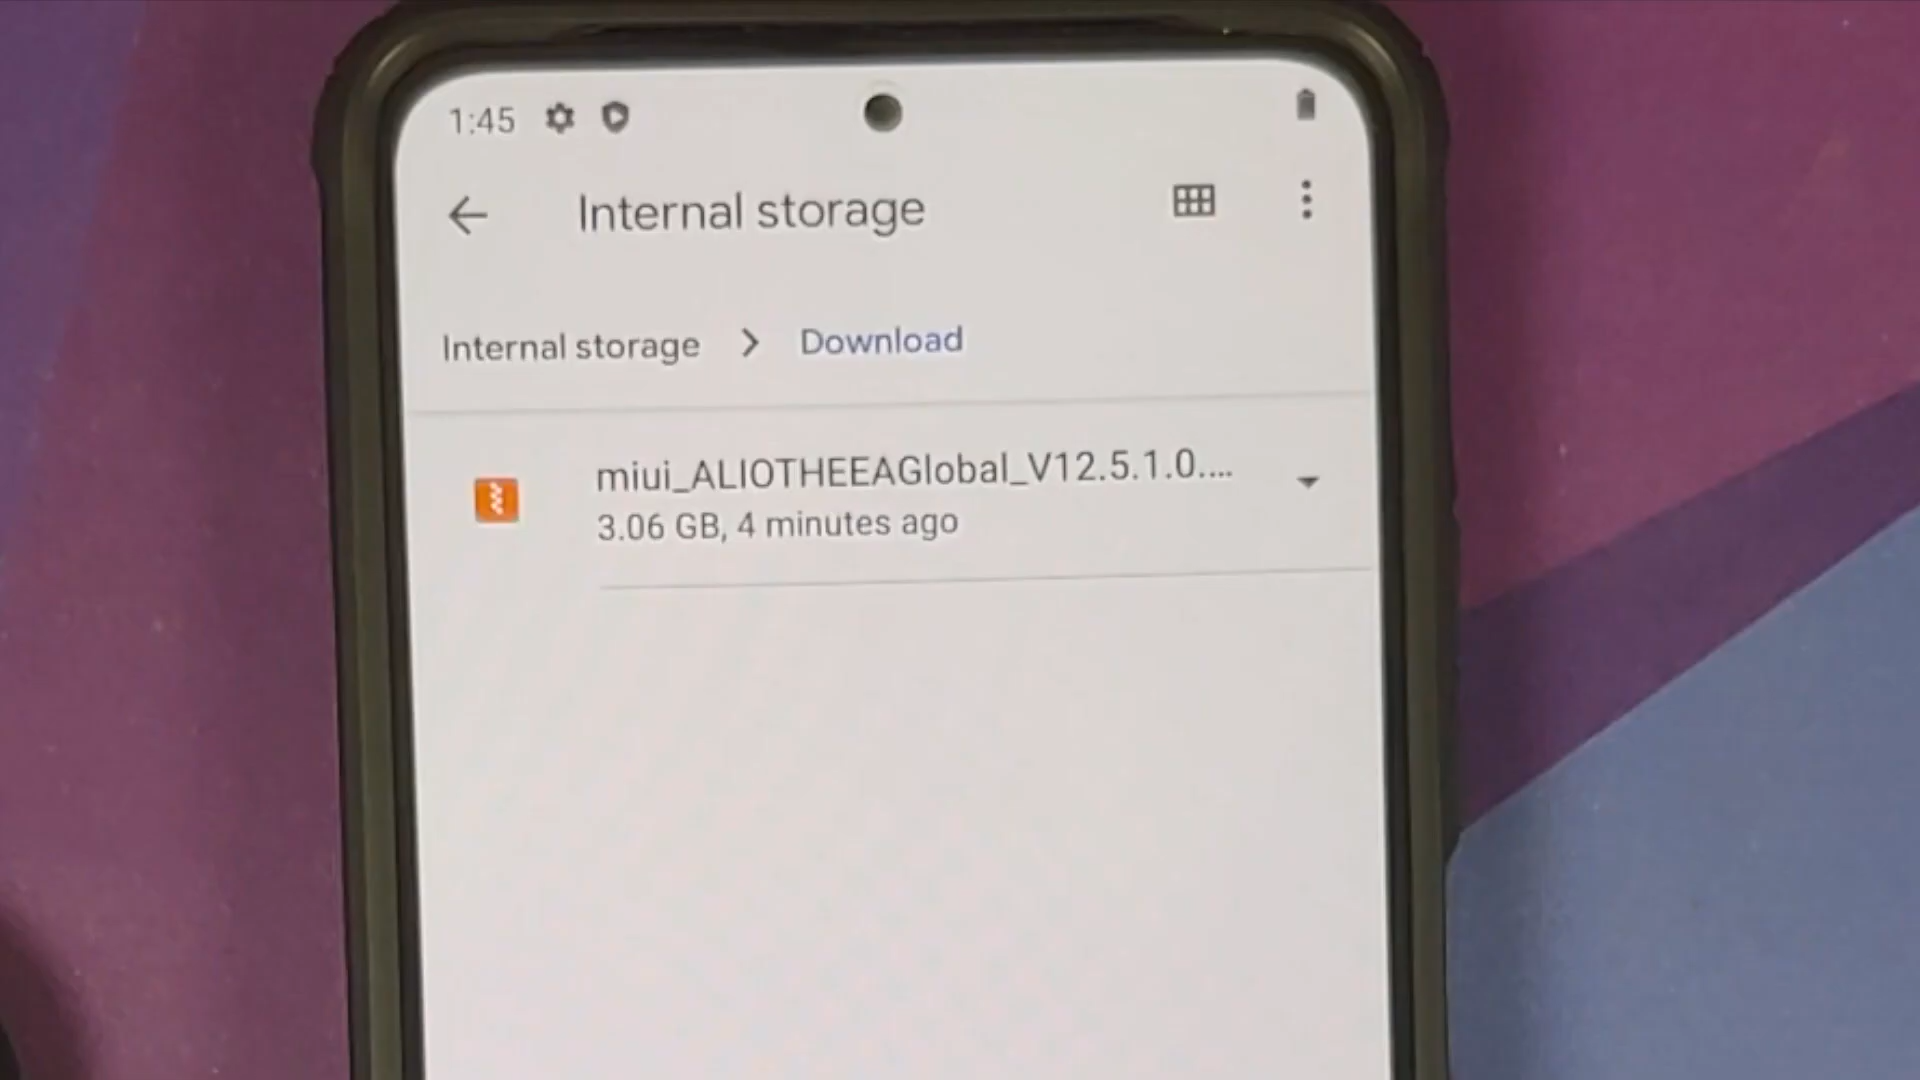 1:45
Internal storage
Internal storage > Download
miui_ALIOTHEEAGlobal_V12.5.1.0....
3.06 GB, 4 minutes ago